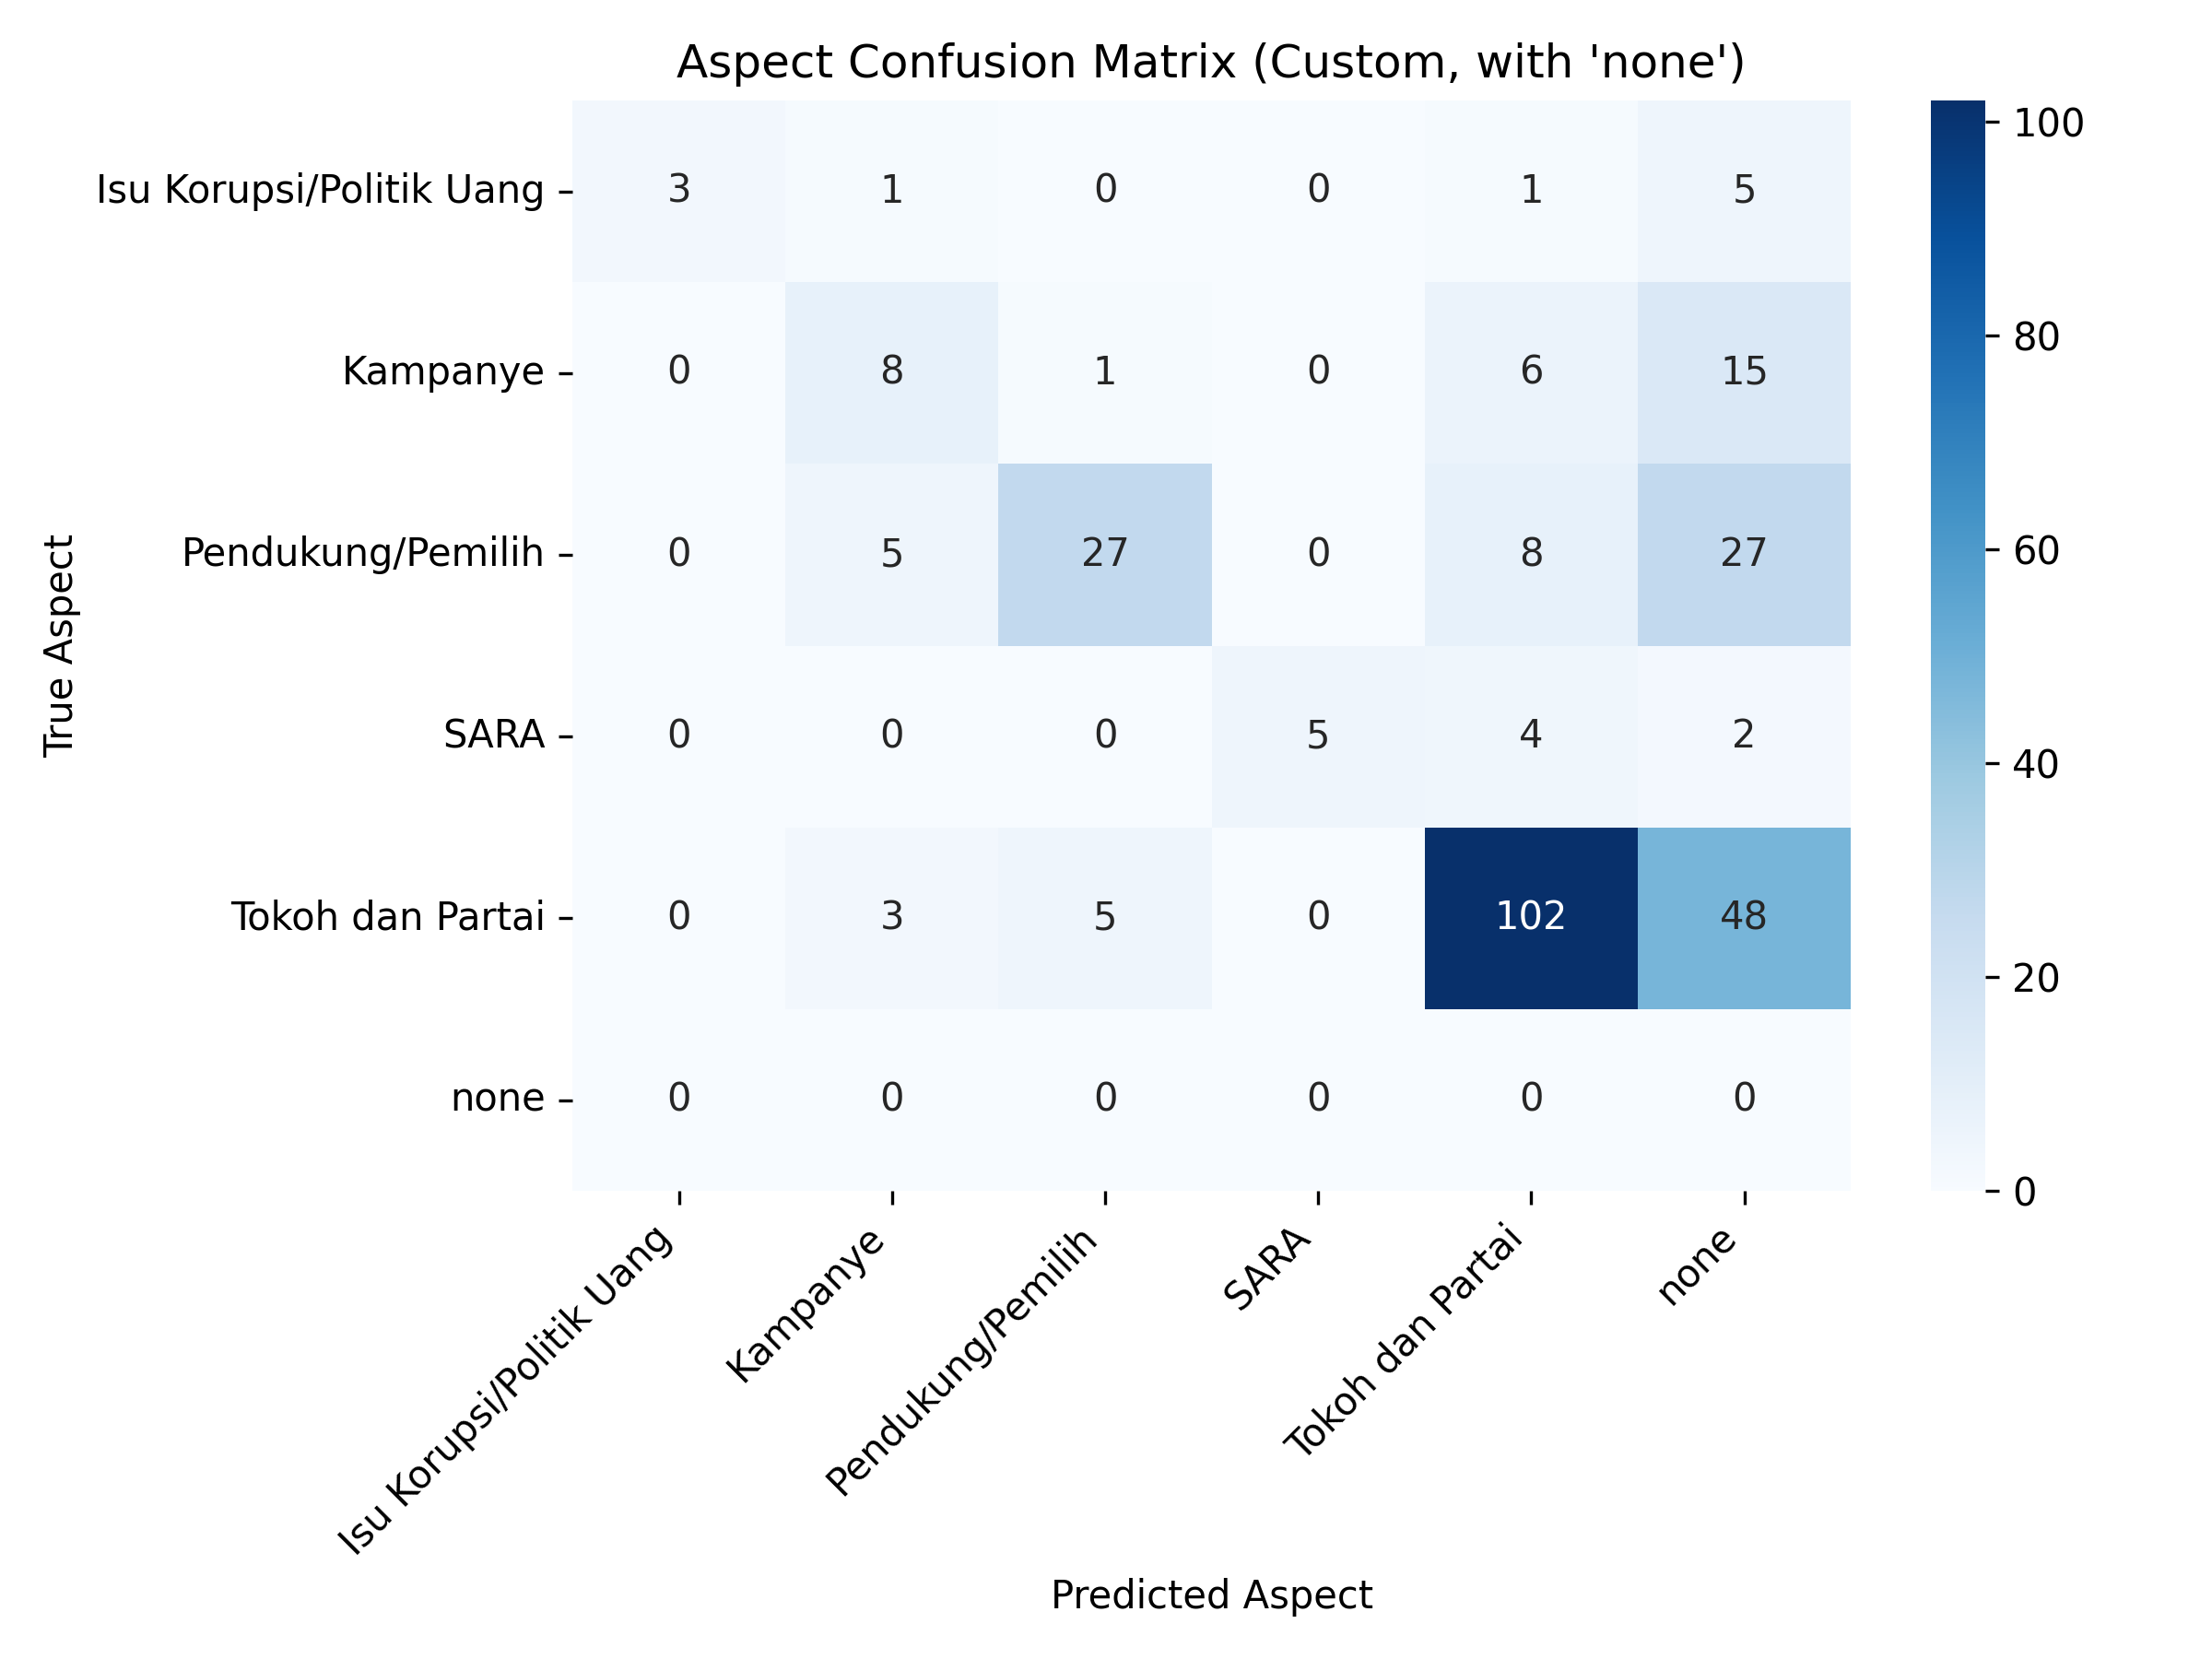 Aspect Confusion Matrix (Custom, with 'none')
Isu Korupsi/Politik Uang 3 1 0 0 1 5
Kampanye 0 8 1 0 6 15
Pendukung/Pemilih 0 5 27 0 8 27
SARA 0 0 0 5 4 2
Tokoh dan Partai 0 3 5 0 102 48
none 0 0 0 0 0 0
True Aspect
Isu Korupsi/Politik Uang
Kampanye
Pendukung/Pemilih
SARA
Tokoh dan Partai
none
Predicted Aspect
100
80
60
40
20
0